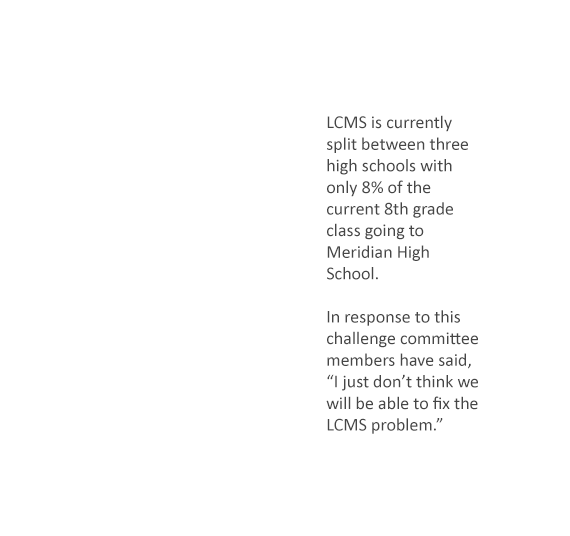 LCMS is currently
split between three
high schools with
only 8% of the
current 8th grade
class going to
Meridian High
School.
In response to this
challenge committee
members have said,
“I just don’t think we
will be able to fix the
LCMS problem.”